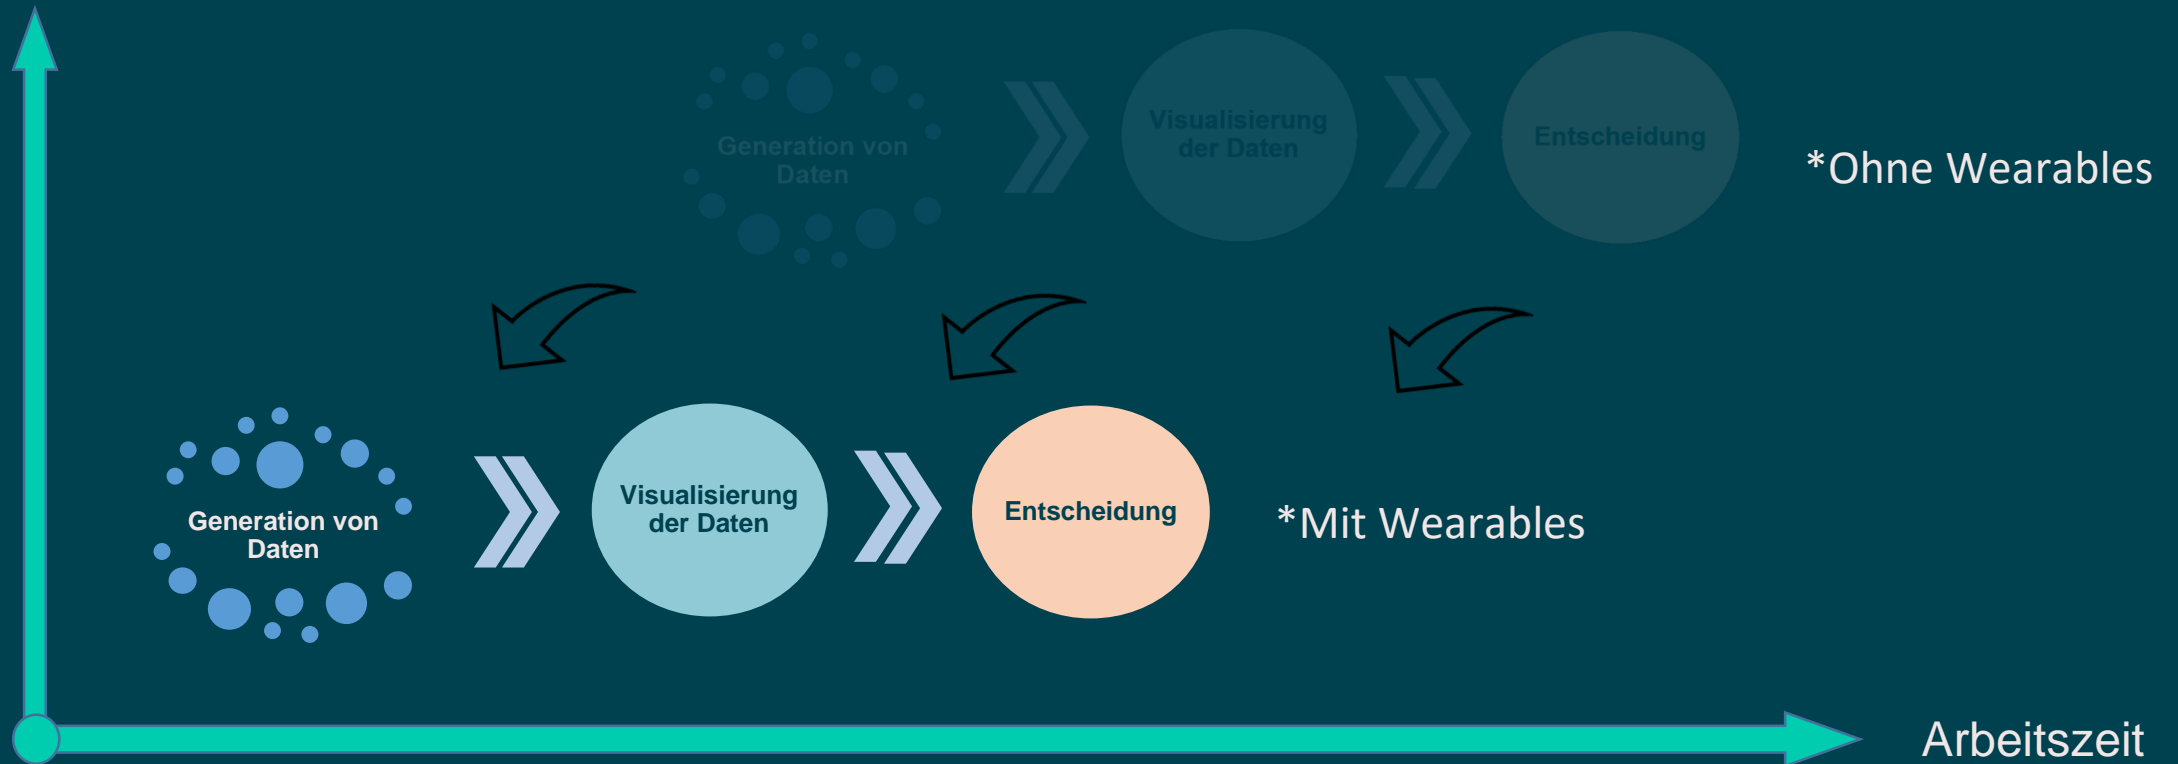 Generation von
Daten
Visualisierung
der Daten
Entscheidung
*Ohne Wearables
Generation von
Daten
Visualisierung
der Daten
Entscheidung
*Mit Wearables
Arbeitszeit